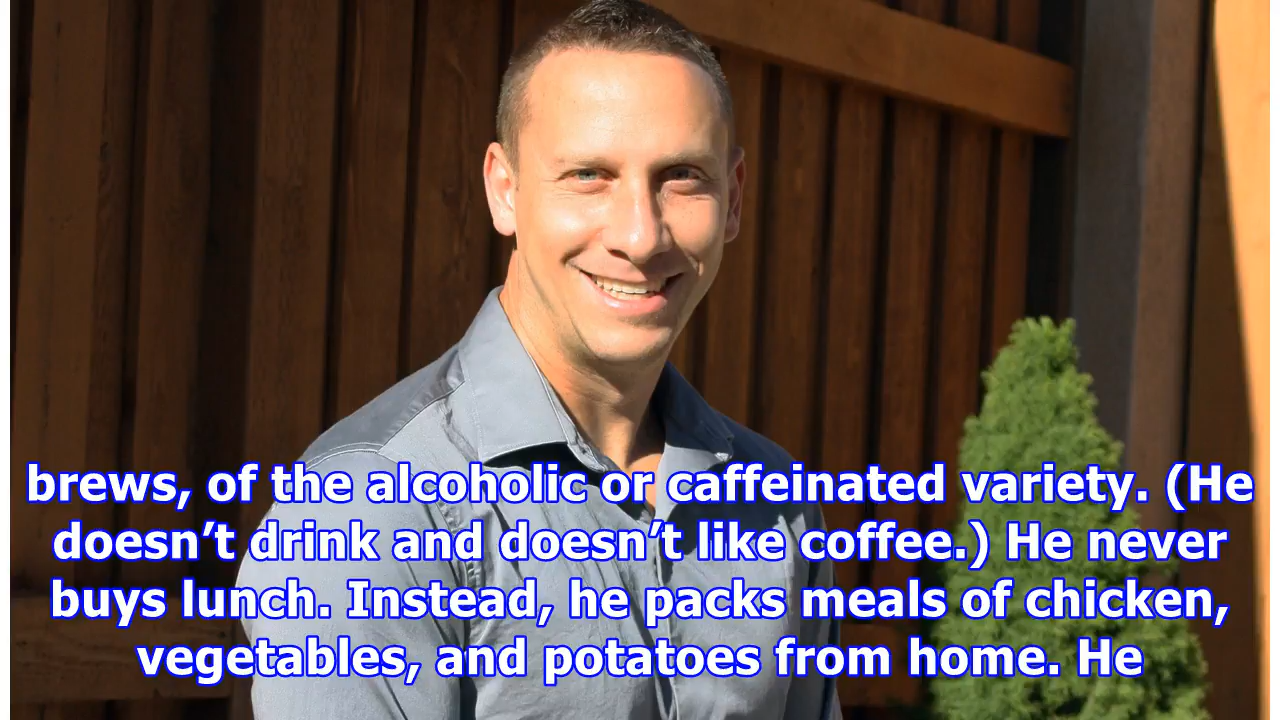 brews, of the alcoholic or caffeinated variety. (He
doesn’t drink and doesn’t like coffee.) He never
buys lunch. Instead, he packs meals of chicken,
vegetables, and potatoes from home. He